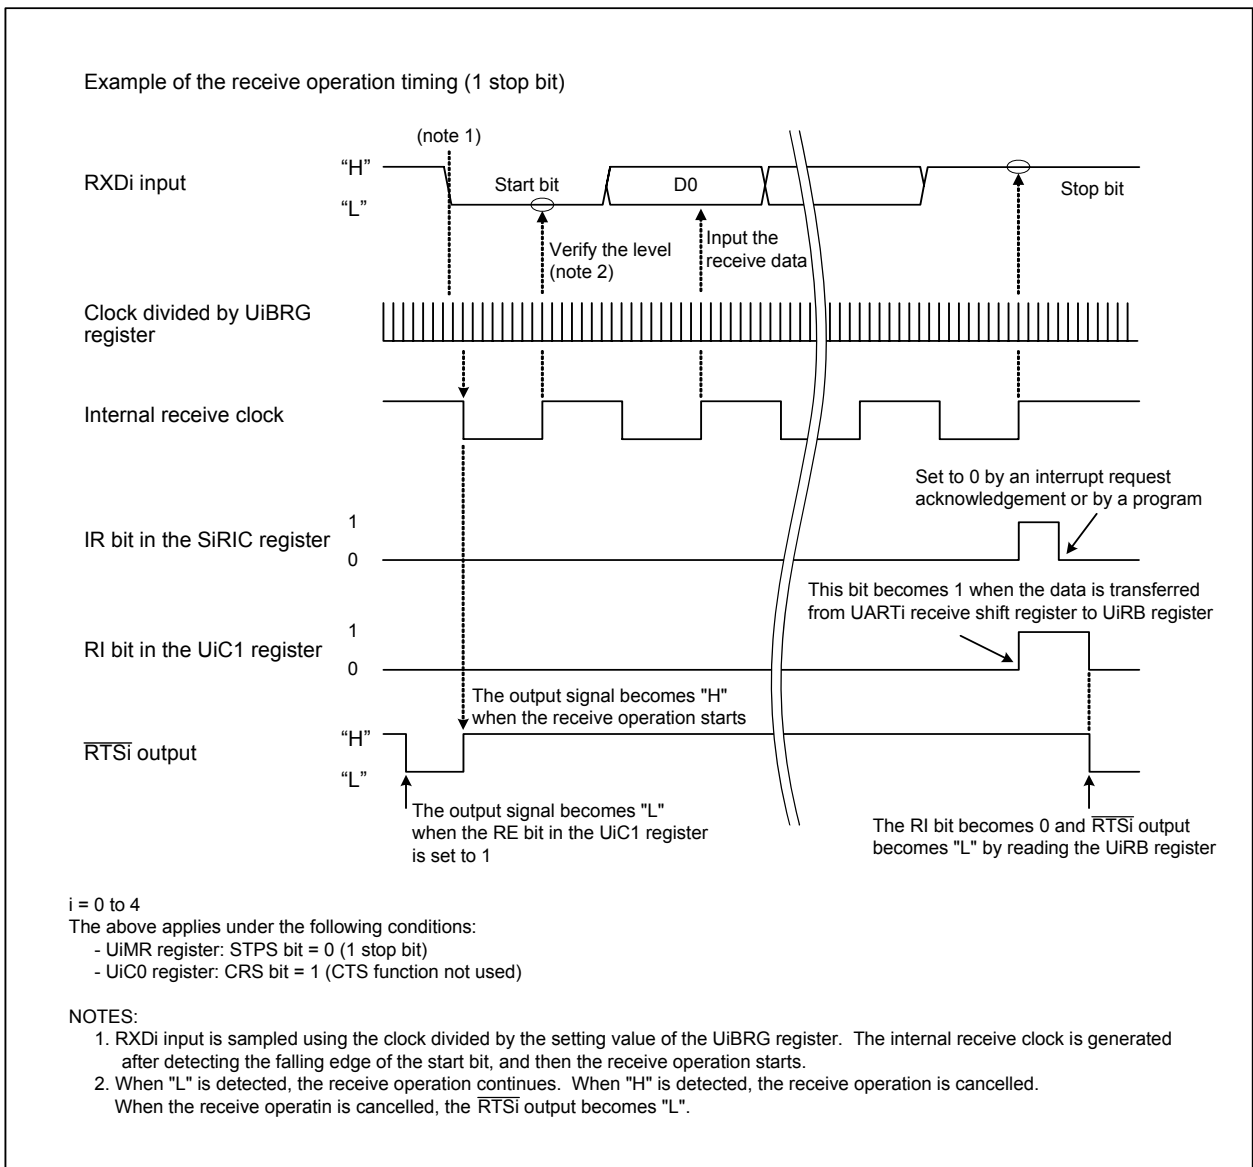 Example of the receive operation timing (1 stop bit)
(note 1)
RXDi input
“H”
“L”
Start bit
D0
Stop bit
Verify the level
(note 2)
Input the
receive data
Clock divided by UiBRG
register
Internal receive clock
Set to 0 by an interrupt request
acknowledgement or by a program
IR bit in the SiRIC register
1
0
This bit becomes 1 when the data is transferred
from UARTi receive shift register to UiRB register
RI bit in the UiC1 register
1
0
The output signal becomes "H"
when the receive operation starts
RTSi output
“H”
“L”
The output signal becomes "L"
when the RE bit in the UiC1 register
is set to 1
The RI bit becomes 0 and RTSi output
becomes "L" by reading the UiRB register
i = 0 to 4
The above applies under the following conditions:
- UiMR register: STPS bit = 0 (1 stop bit)
- UiC0 register: CRS bit = 1 (CTS function not used)
NOTES:
1. RXDi input is sampled using the clock divided by the setting value of the UiBRG register. The internal receive clock is generated
after detecting the falling edge of the start bit, and then the receive operation starts.
2. When "L" is detected, the receive operation continues. When "H" is detected, the receive operation is cancelled.
When the receive operatin is cancelled, the RTSi output becomes "L".